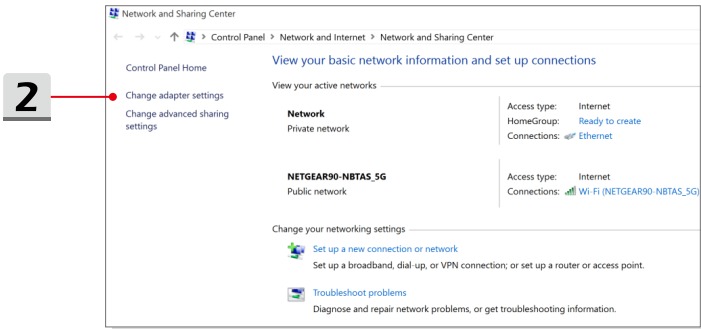 Network and Sharing Center
Control Panel > Network and Internet > Network and Sharing Center
Control Panel Home
View your basic network information and set up connections
View your active networks
2
Change adapter settings
Change advanced sharing
settings
Network
Private network
Access type: Internet
HomeGroup: Ready to create
Connections: Ethernet
NETGEAR90-NBTAS_5G
Public network
Access type: Internet
Connections: Wi-Fi (NETGEAR90-NBTAS_5G)
Change your networking settings
Set up a new connection or network
Set up a broadband, dial-up, or VPN connection; or set up a router or access point.
Troubleshoot problems
Diagnose and repair network problems, or get troubleshooting information.